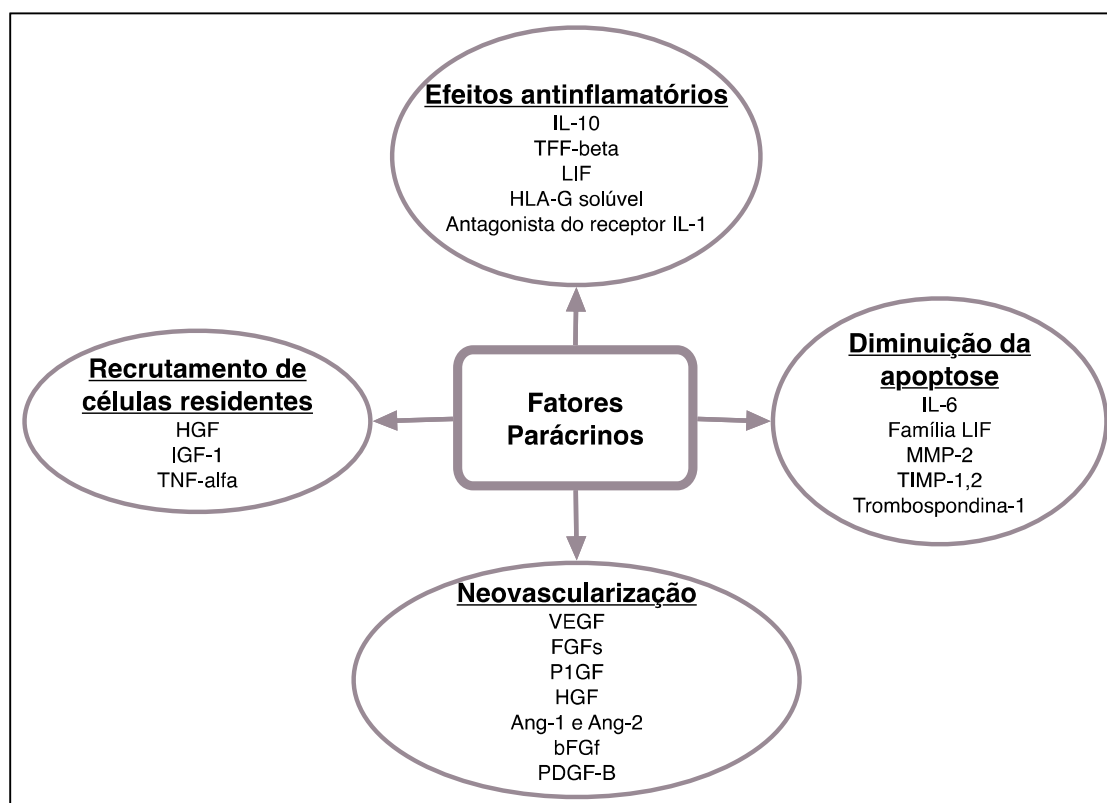 Efeitos antinflamatórios
IL-10
TFF-beta
LIF
HLA-G solúvel
Antagonista do receptor IL-1
Recrutamento de
células residentes
HGF
IGF-1
TNF-alfa
Fatores
Parácrinos
Diminuição da
apoptose
IL-6
Família LIF
MMP-2
TIMP-1,2
Trombospondina-1
Neovascularização
VEGF
FGFs
P1GF
HGF
Ang-1 e Ang-2
bFGf
PDGF-B